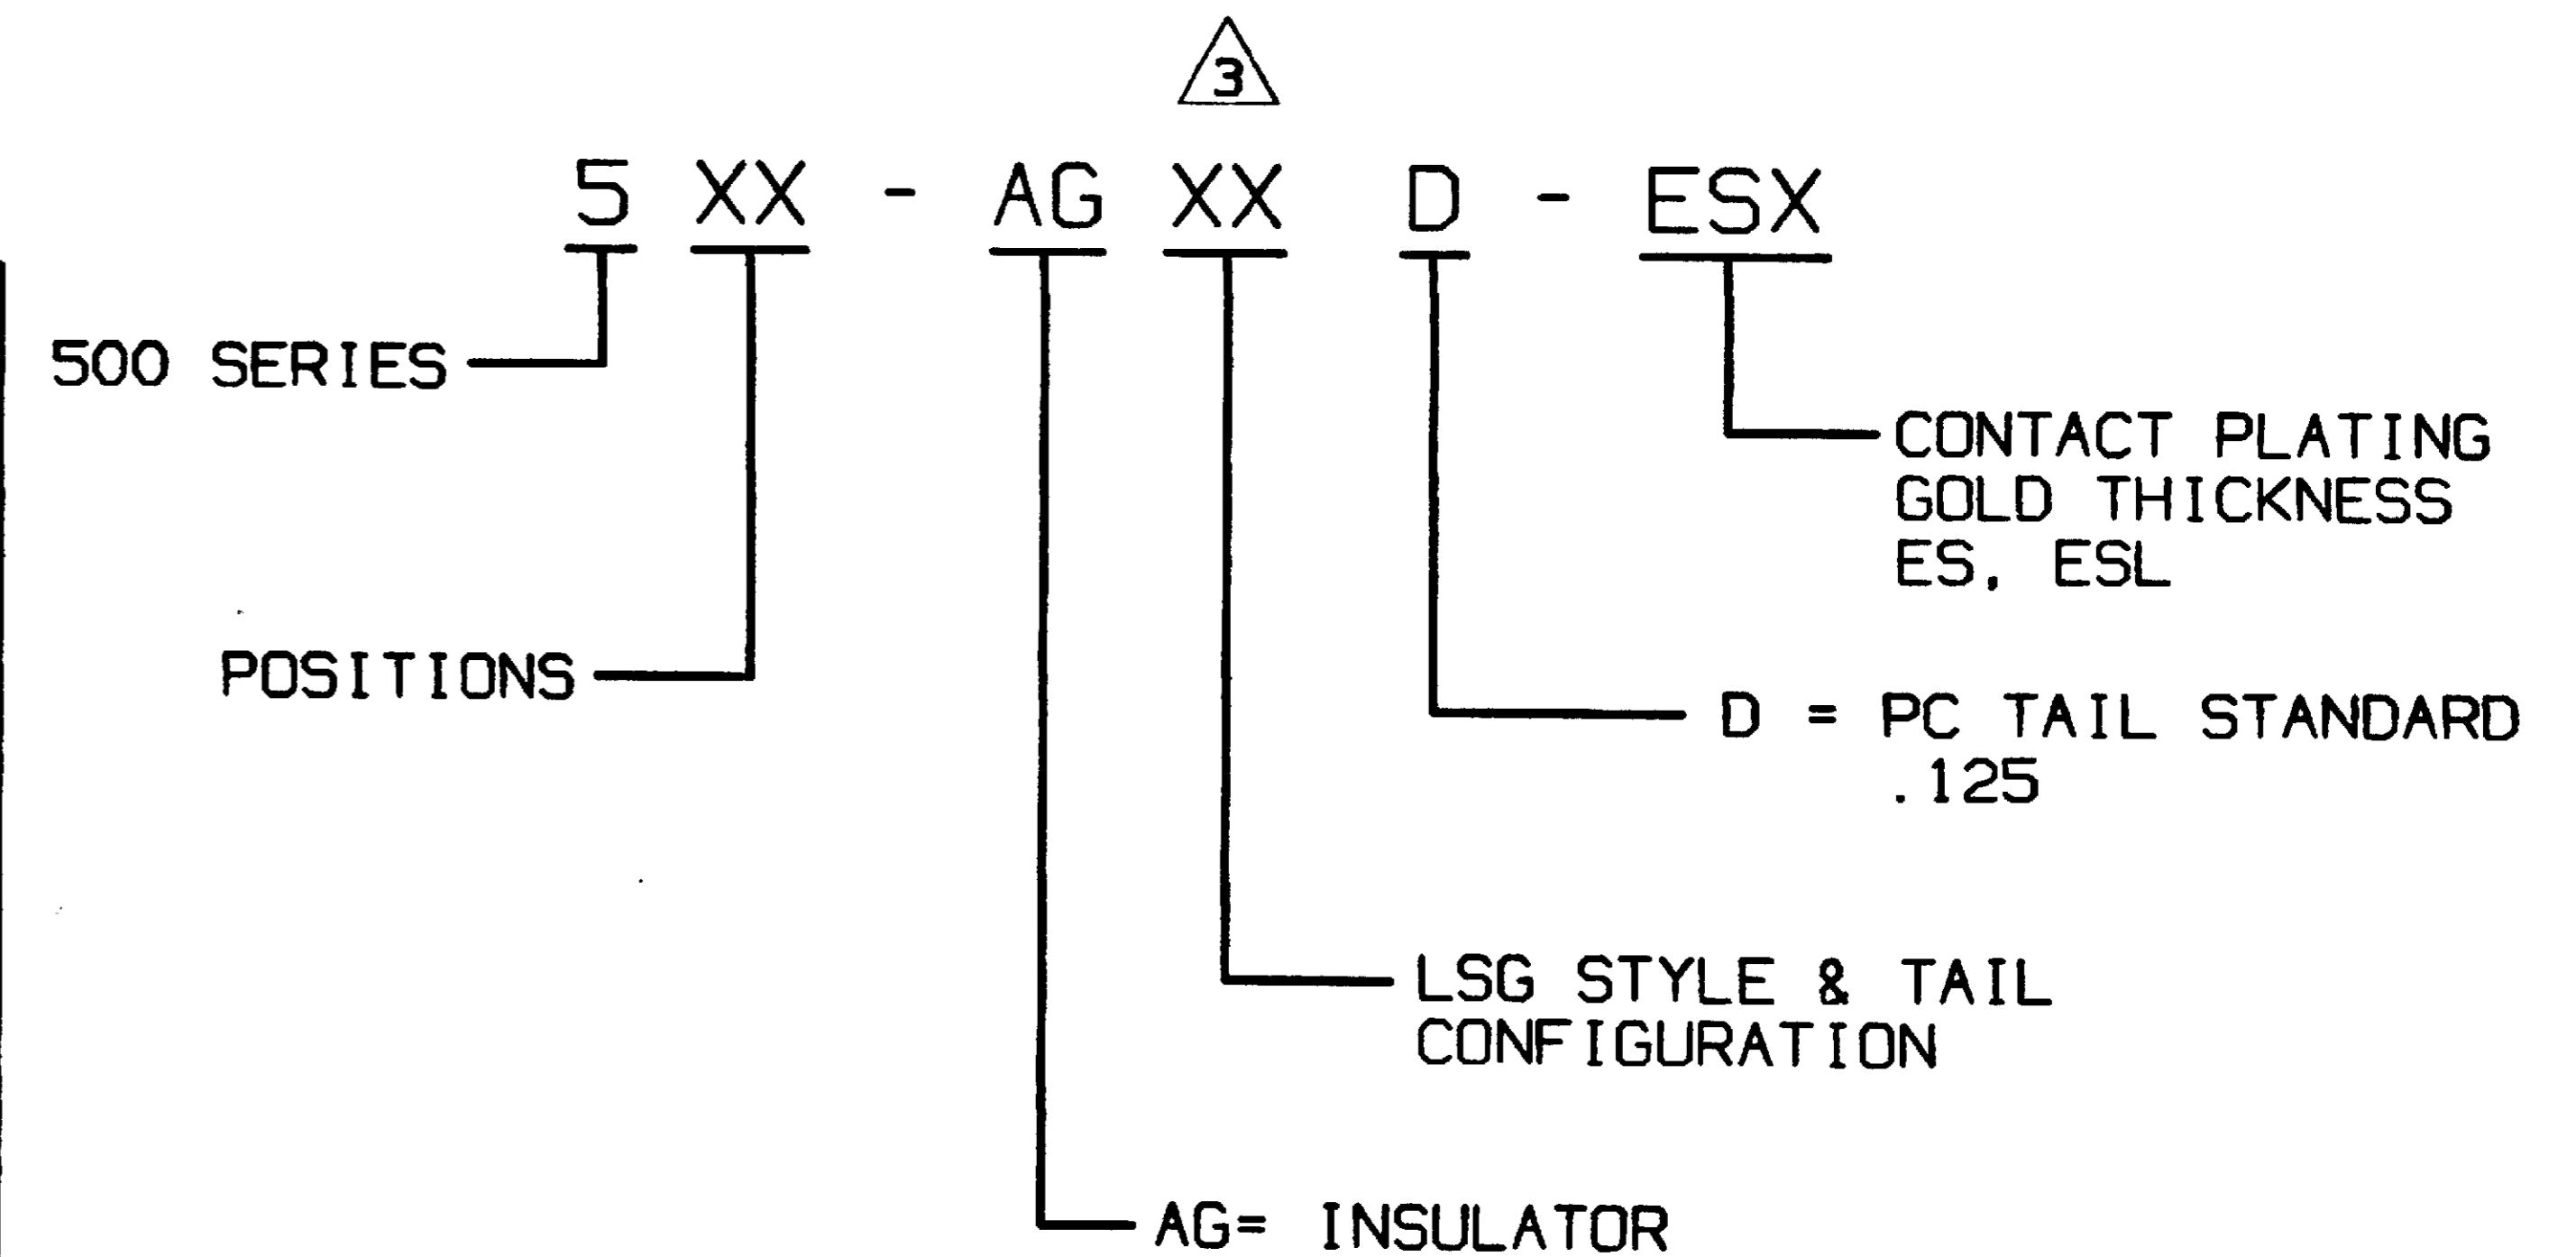 3
5 XX - AG XX D - ESX
500 SERIES
CONTACT PLATING
GOLD THICKNESS
ES, ESL
POSITIONS
D = PC TAIL STANDARD
.125
LSG STYLE & TAIL
CONFIGURATION
AG= INSULATOR